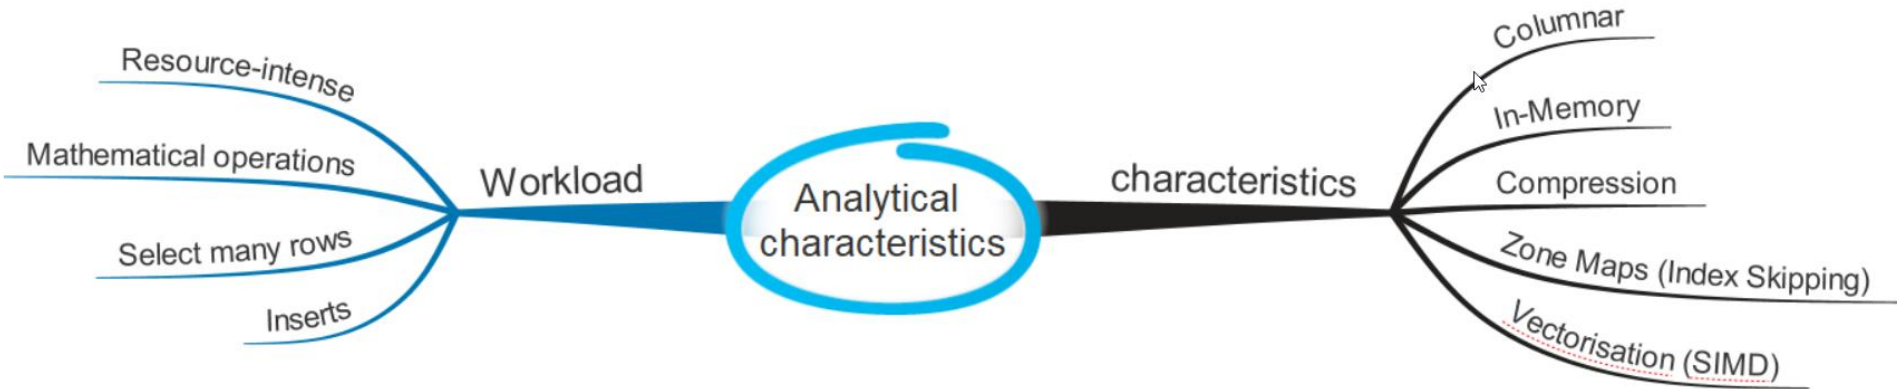 Resource-intense
Mathematical operations
Select many rows
Inserts
Workload
Analytical
characteristics
characteristics
Columnar
In-Memory
Compression
Zone Maps (Index Skipping)
Vectorisation (SIMD)